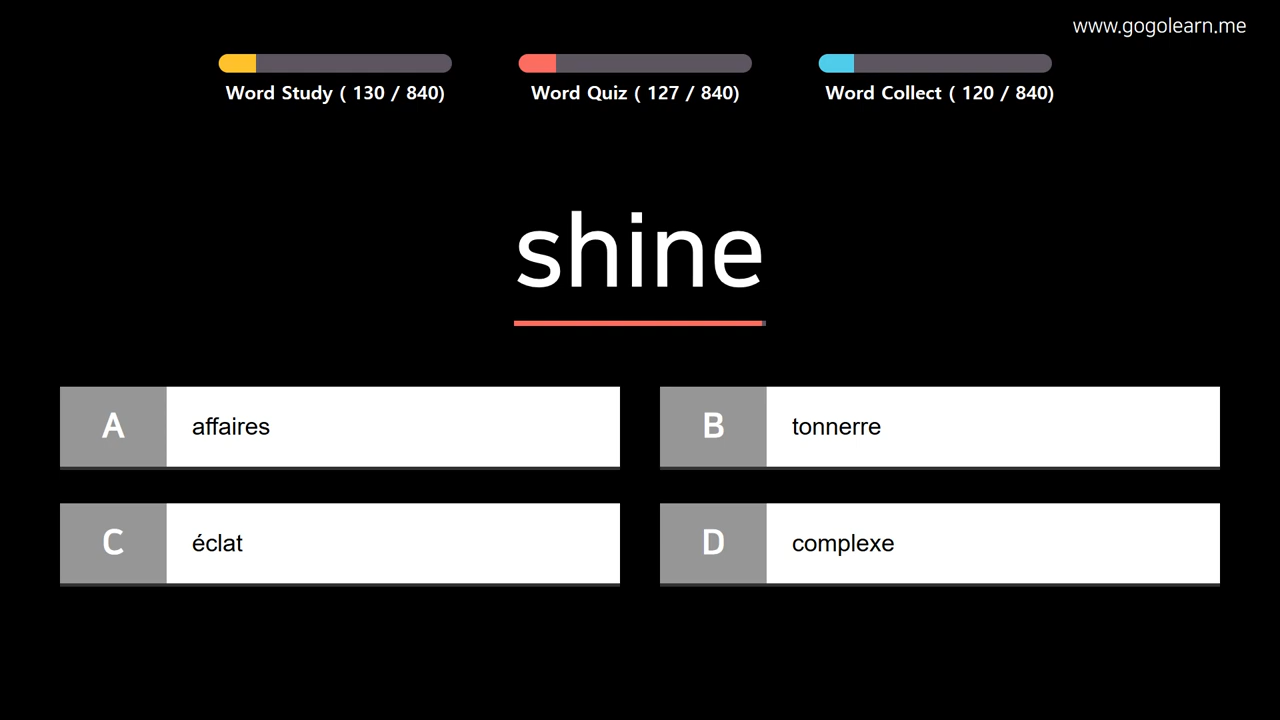 www.gogolearn.me
Word Study ( 130 / 840)
Word Quiz ( 127 / 840)
Word Collect ( 120 / 840)
shine
A affaires
B tonnerre
C éclat
D complexe